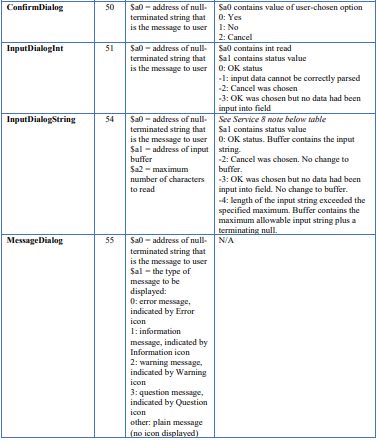 ConfirmDialog 50 $a0 = address of null- $a0 contains value of user-chosen option
terminated string that 0: Yes
is the message to user 1: No
2: Cancel
InputDialogInt 51 $a0 = address of null- $a0 contains int read
terminated string that $a1 contains status value
is the message to user 0: OK status
-1: input data cannot be correctly parsed
-2: Cancel was chosen
-3: OK was chosen but no data had been
input into field
InputDialogString 54 $a0 = address of null- See Service 8 note below table
terminated string that $a1 contains status value
is the message to user 0: OK status. Buffer contains the input
$a1 = address of input string.
buffer -2: Cancel was chosen. No change to
$a2 = maximum buffer.
number of characters -3: OK was chosen but no data had been
to read input into field. No change to buffer.
-4: length of the input string exceeded the
specified maximum. Buffer contains the
maximum allowable input string plus a
terminating null.
MessageDialog 55 $a0 = address of null- N/A
terminated string that
is the message to user
$a1 = the type of
message to be
displayed:
0: error message,
indicated by Error
icon
1: information
message, indicated by
Information icon
2: warning message,
indicated by Warning
icon
3: question message,
indicated by Question
icon
other: plain message
(no icon displayed)